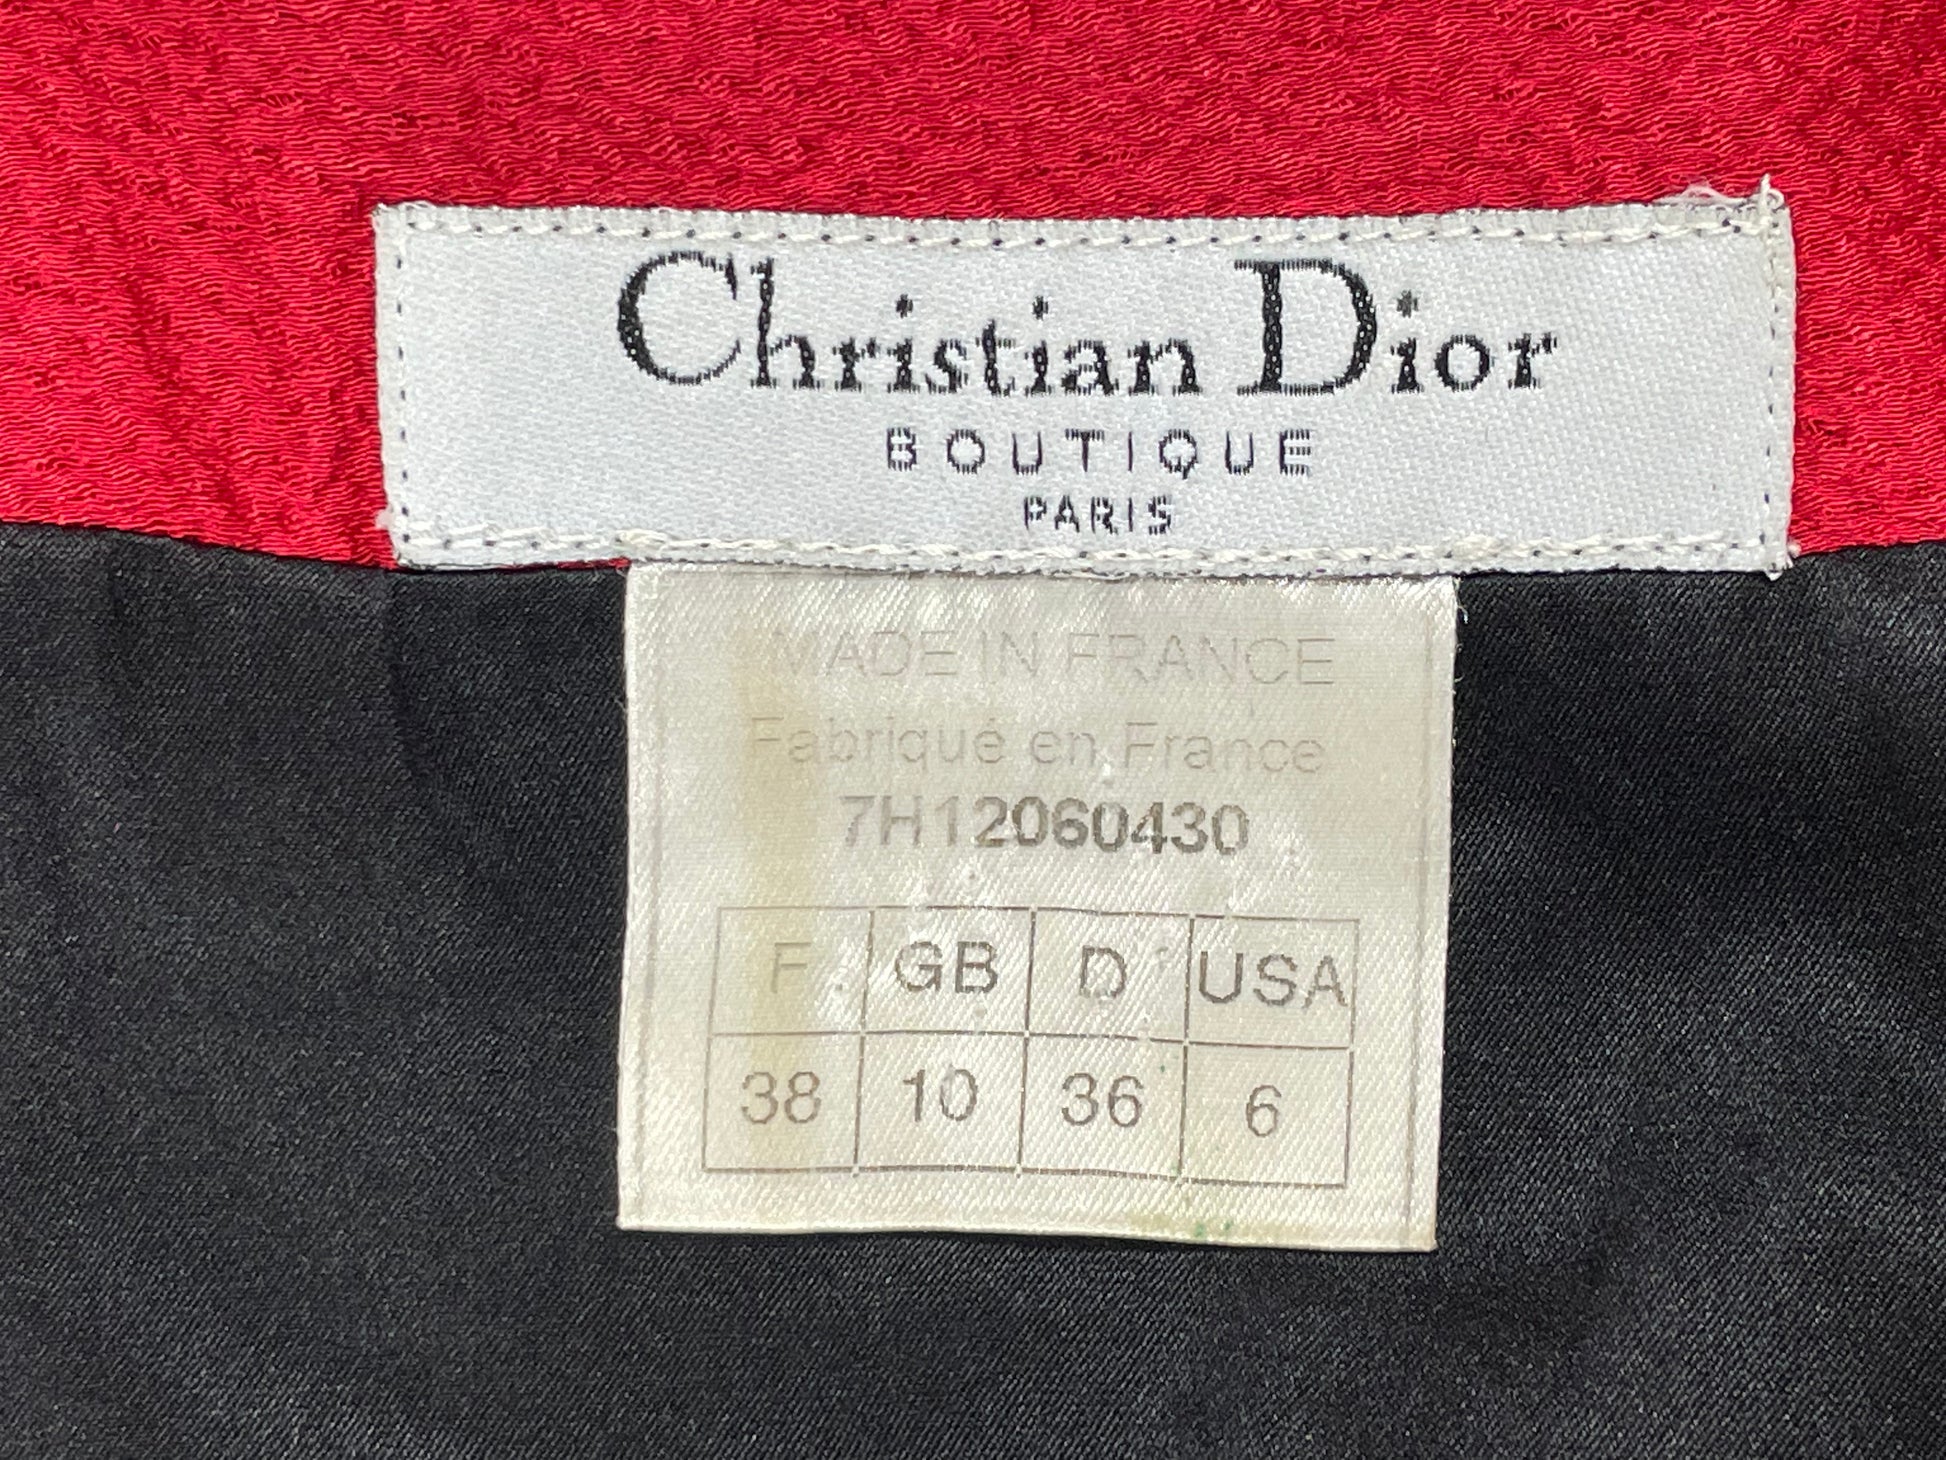 Christian Dior
BOUTIQUE
PARIS
MADE IN FRANCE
Fabriqué en France
7H12060430
F GB D USA
38 10 36 6